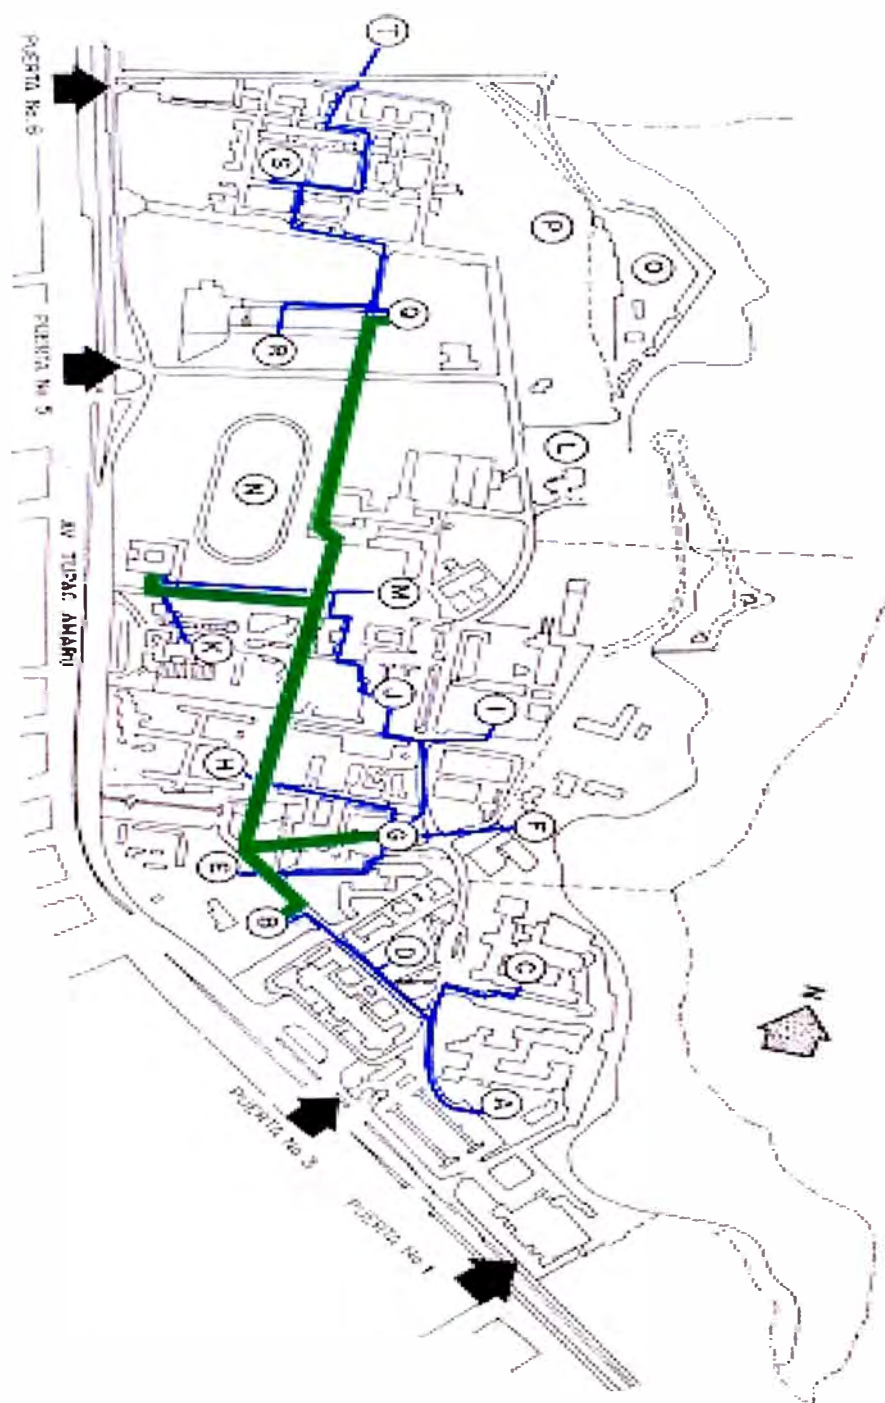 T
PUERTA No.6
S
P
O
Q
PUERTA No 5
R
L
N
AV TUPAC AMARU
M
K
J
I
H
G
F
E
B
D
C
N
A
PUERTA No 3
PUERTA No 1